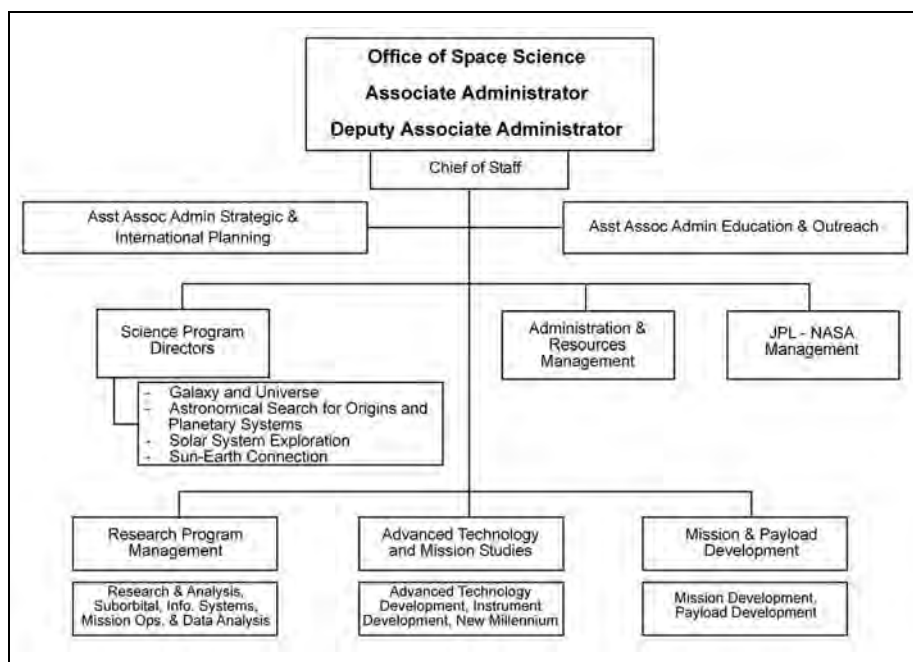 Office of Space Science
Associate Administrator
Deputy Associate Administrator
Chief of Staff
Asst Assoc Admin Strategic &
International Planning
Asst Assoc Admin Education & Outreach
Science Program
Directors
Administration &
Resources
Management
JPL - NASA
Management
- Galaxy and Universe
- Astronomical Search for Origins and
Planetary Systems
- Solar System Exploration
- Sun-Earth Connection
Research Program
Management
Advanced Technology
and Mission Studies
Mission & Payload
Development
Research & Analysis,
Suborbital, Info. Systems,
Mission Ops. & Data Analysis
Advanced Technology
Development, Instrument
Development, New Millennium
Mission Development,
Payload Development